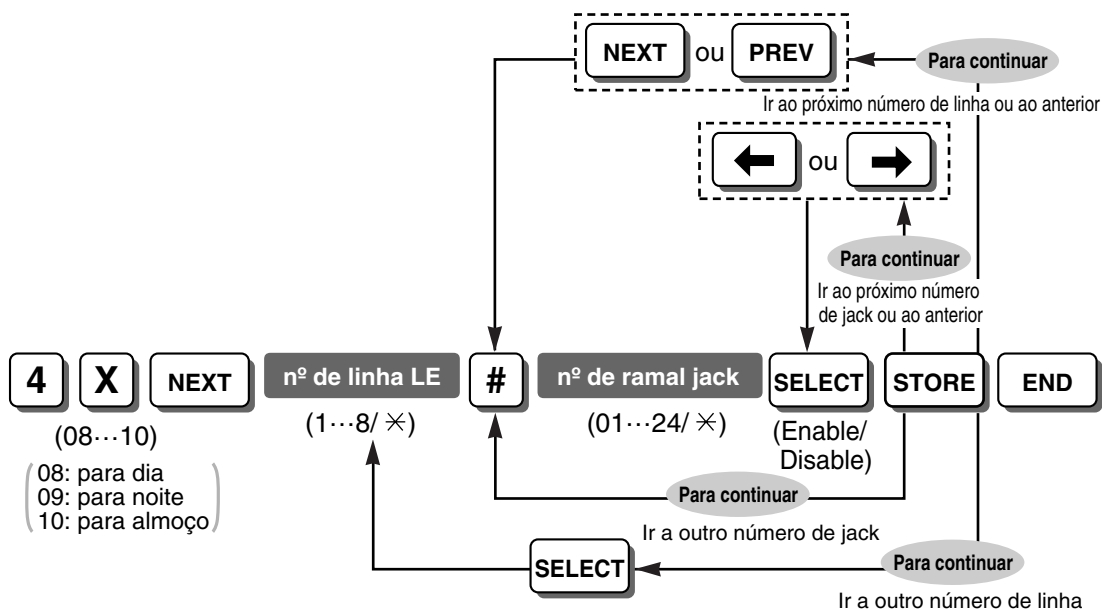 NEXT ou PREV
Para continuar
Ir ao próximo número de linha ou ao anterior
← ou →
Para continuar
Ir ao próximo número
de jack ou ao anterior
4 X NEXT nº de linha LE # nº de ramal jack SELECT STORE END
(08···10)
(1···8/ ✳)
(01···24/ ✳)
(Enable/
Disable)
08: para dia
09: para noite
10: para almoço
Para continuar
Ir a outro número de jack
SELECT
Para continuar
Ir a outro número de linha